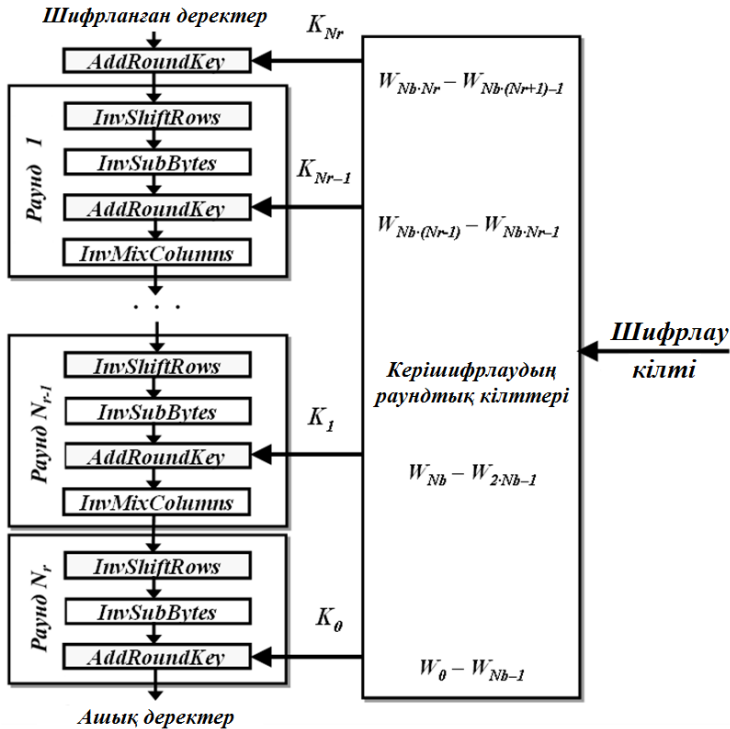 Шифрланған деректер
K_Nr
AddRoundKey
W_Nb·Nr – W_Nb·(Nr+1)–1
Раунд 1
InvShiftRows
InvSubBytes
K_Nr–1
AddRoundKey
W_Nb·(Nr-1) – W_Nb·Nr–1
InvMixColumns
. . .
Шифрлау
кілті
Керішифрлаудың
раундтық кілттері
Раунд N_r-1
InvShiftRows
InvSubBytes
K_1
AddRoundKey
W_Nb – W_2·Nb–1
InvMixColumns
Раунд N_r
InvShiftRows
InvSubBytes
K_0
AddRoundKey
W_0 – W_Nb–1
Ашық деректер